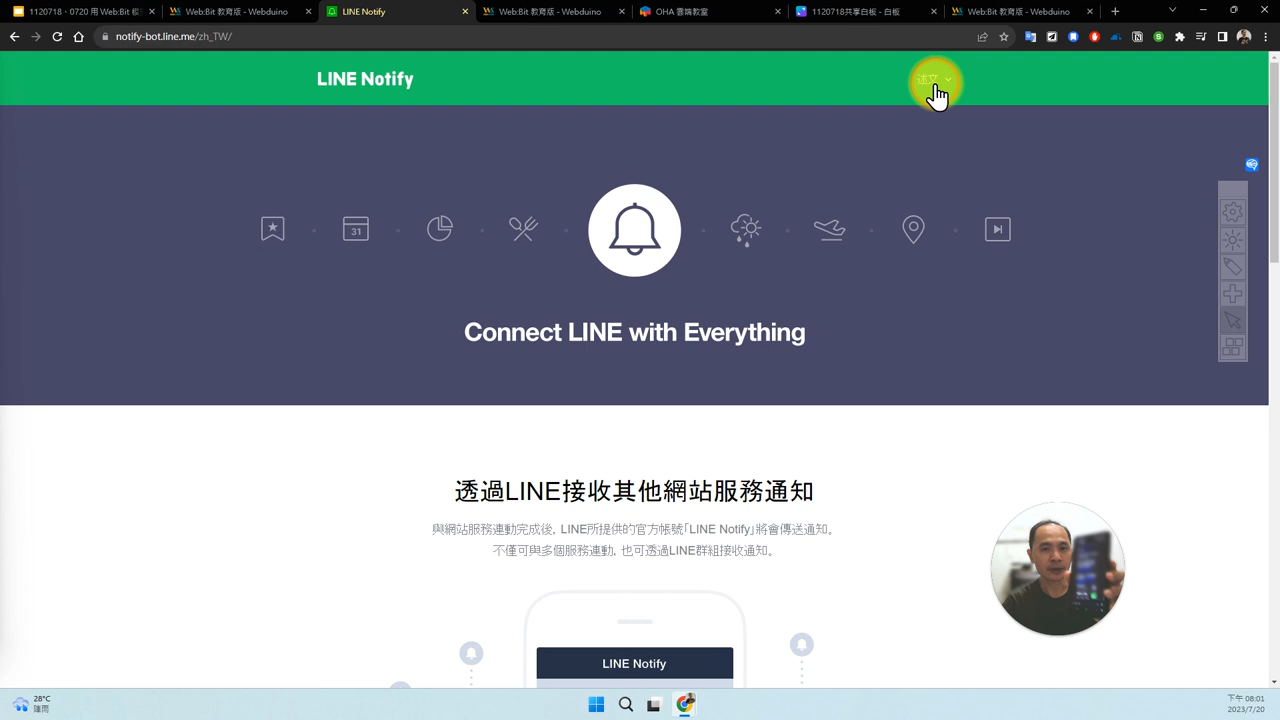 1120718、0720 用 Web:Bit 模
Web:Bit 教育版 - Webduino
LINE Notify
Web:Bit 教育版 - Webduino
OHA 雲端教室
1120718共享白板 - 白板
Web:Bit 教育版 - Webduino
notify-bot.line.me/zh_TW/
LINE Notify
31
Connect LINE with Everything
透過LINE接收其他網站服務通知
與網站服務連動完成後，LINE所提供的官方帳號「LINE Notify」將會傳送通知。
不僅可與多個服務連動，也可透過LINE群組接收通知。
LINE Notify
28°C
陣雨
下午 08:01
2023/7/20